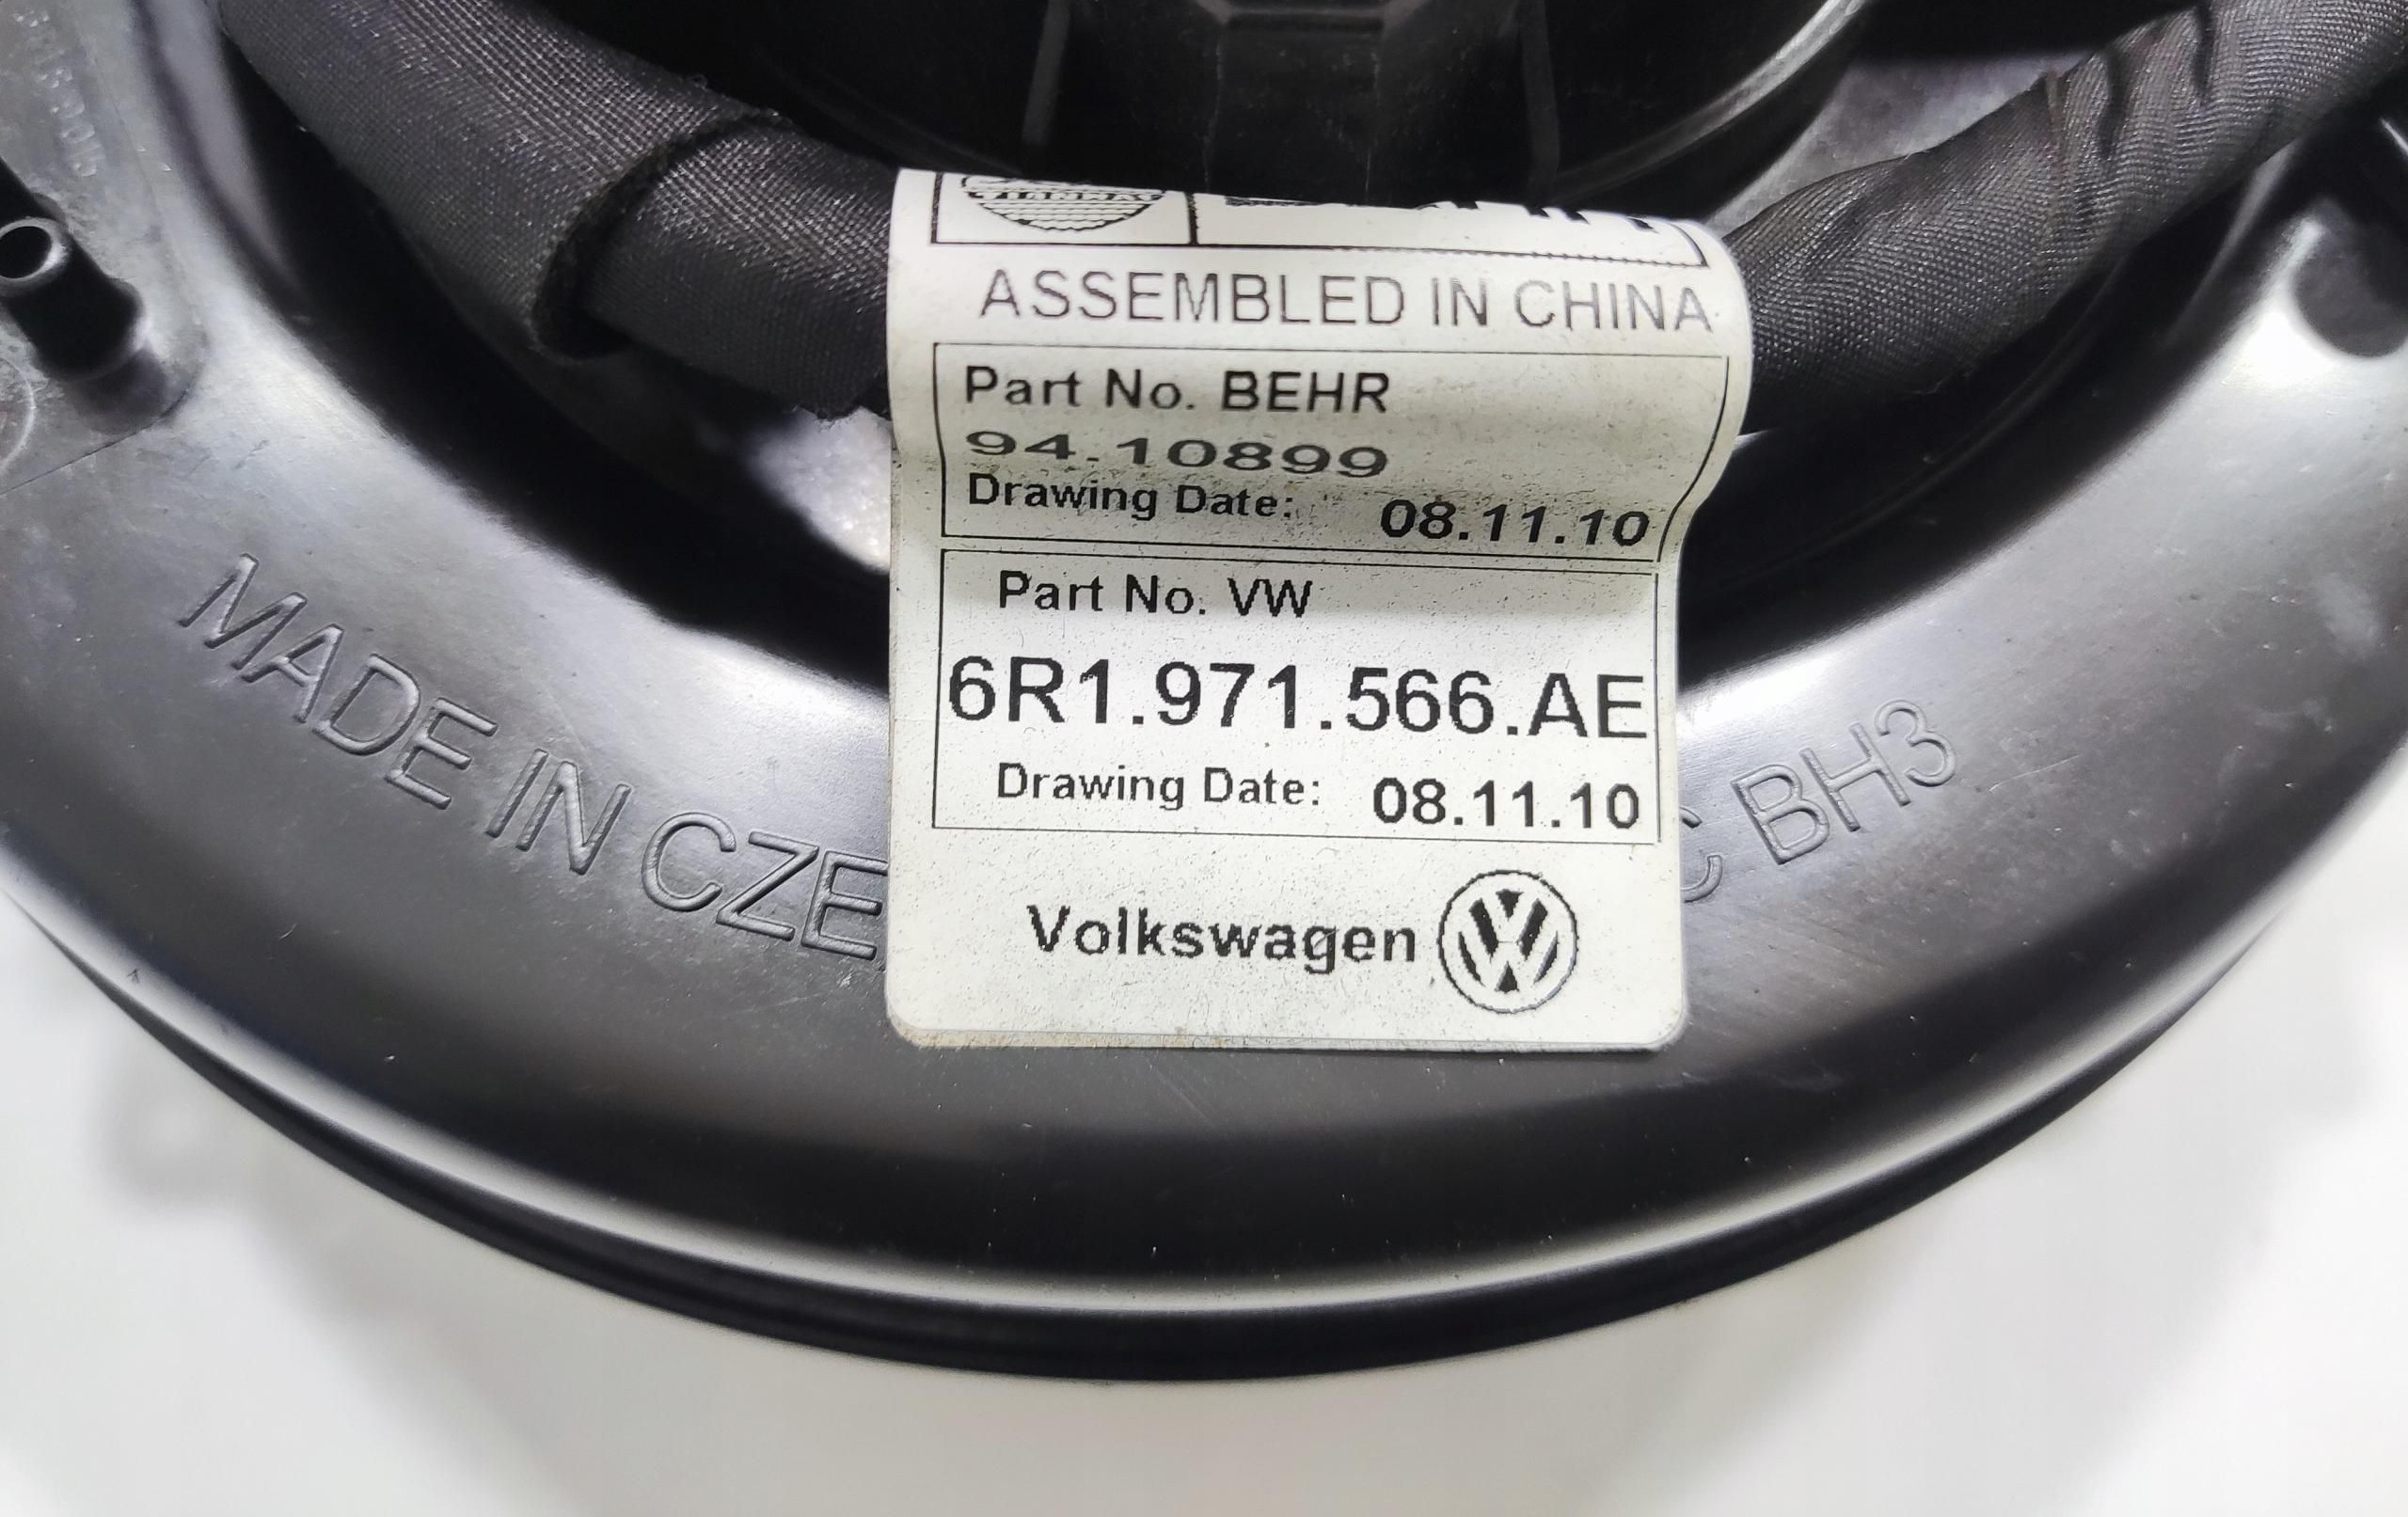 ASSEMBLED IN CHINA
Part No. BEHR
94.10899
Drawing Date: 08.11.10
Part No. VW
6R1.971.566.AE
Drawing Date: 08.11.10
Volkswagen
MADE IN
BH3